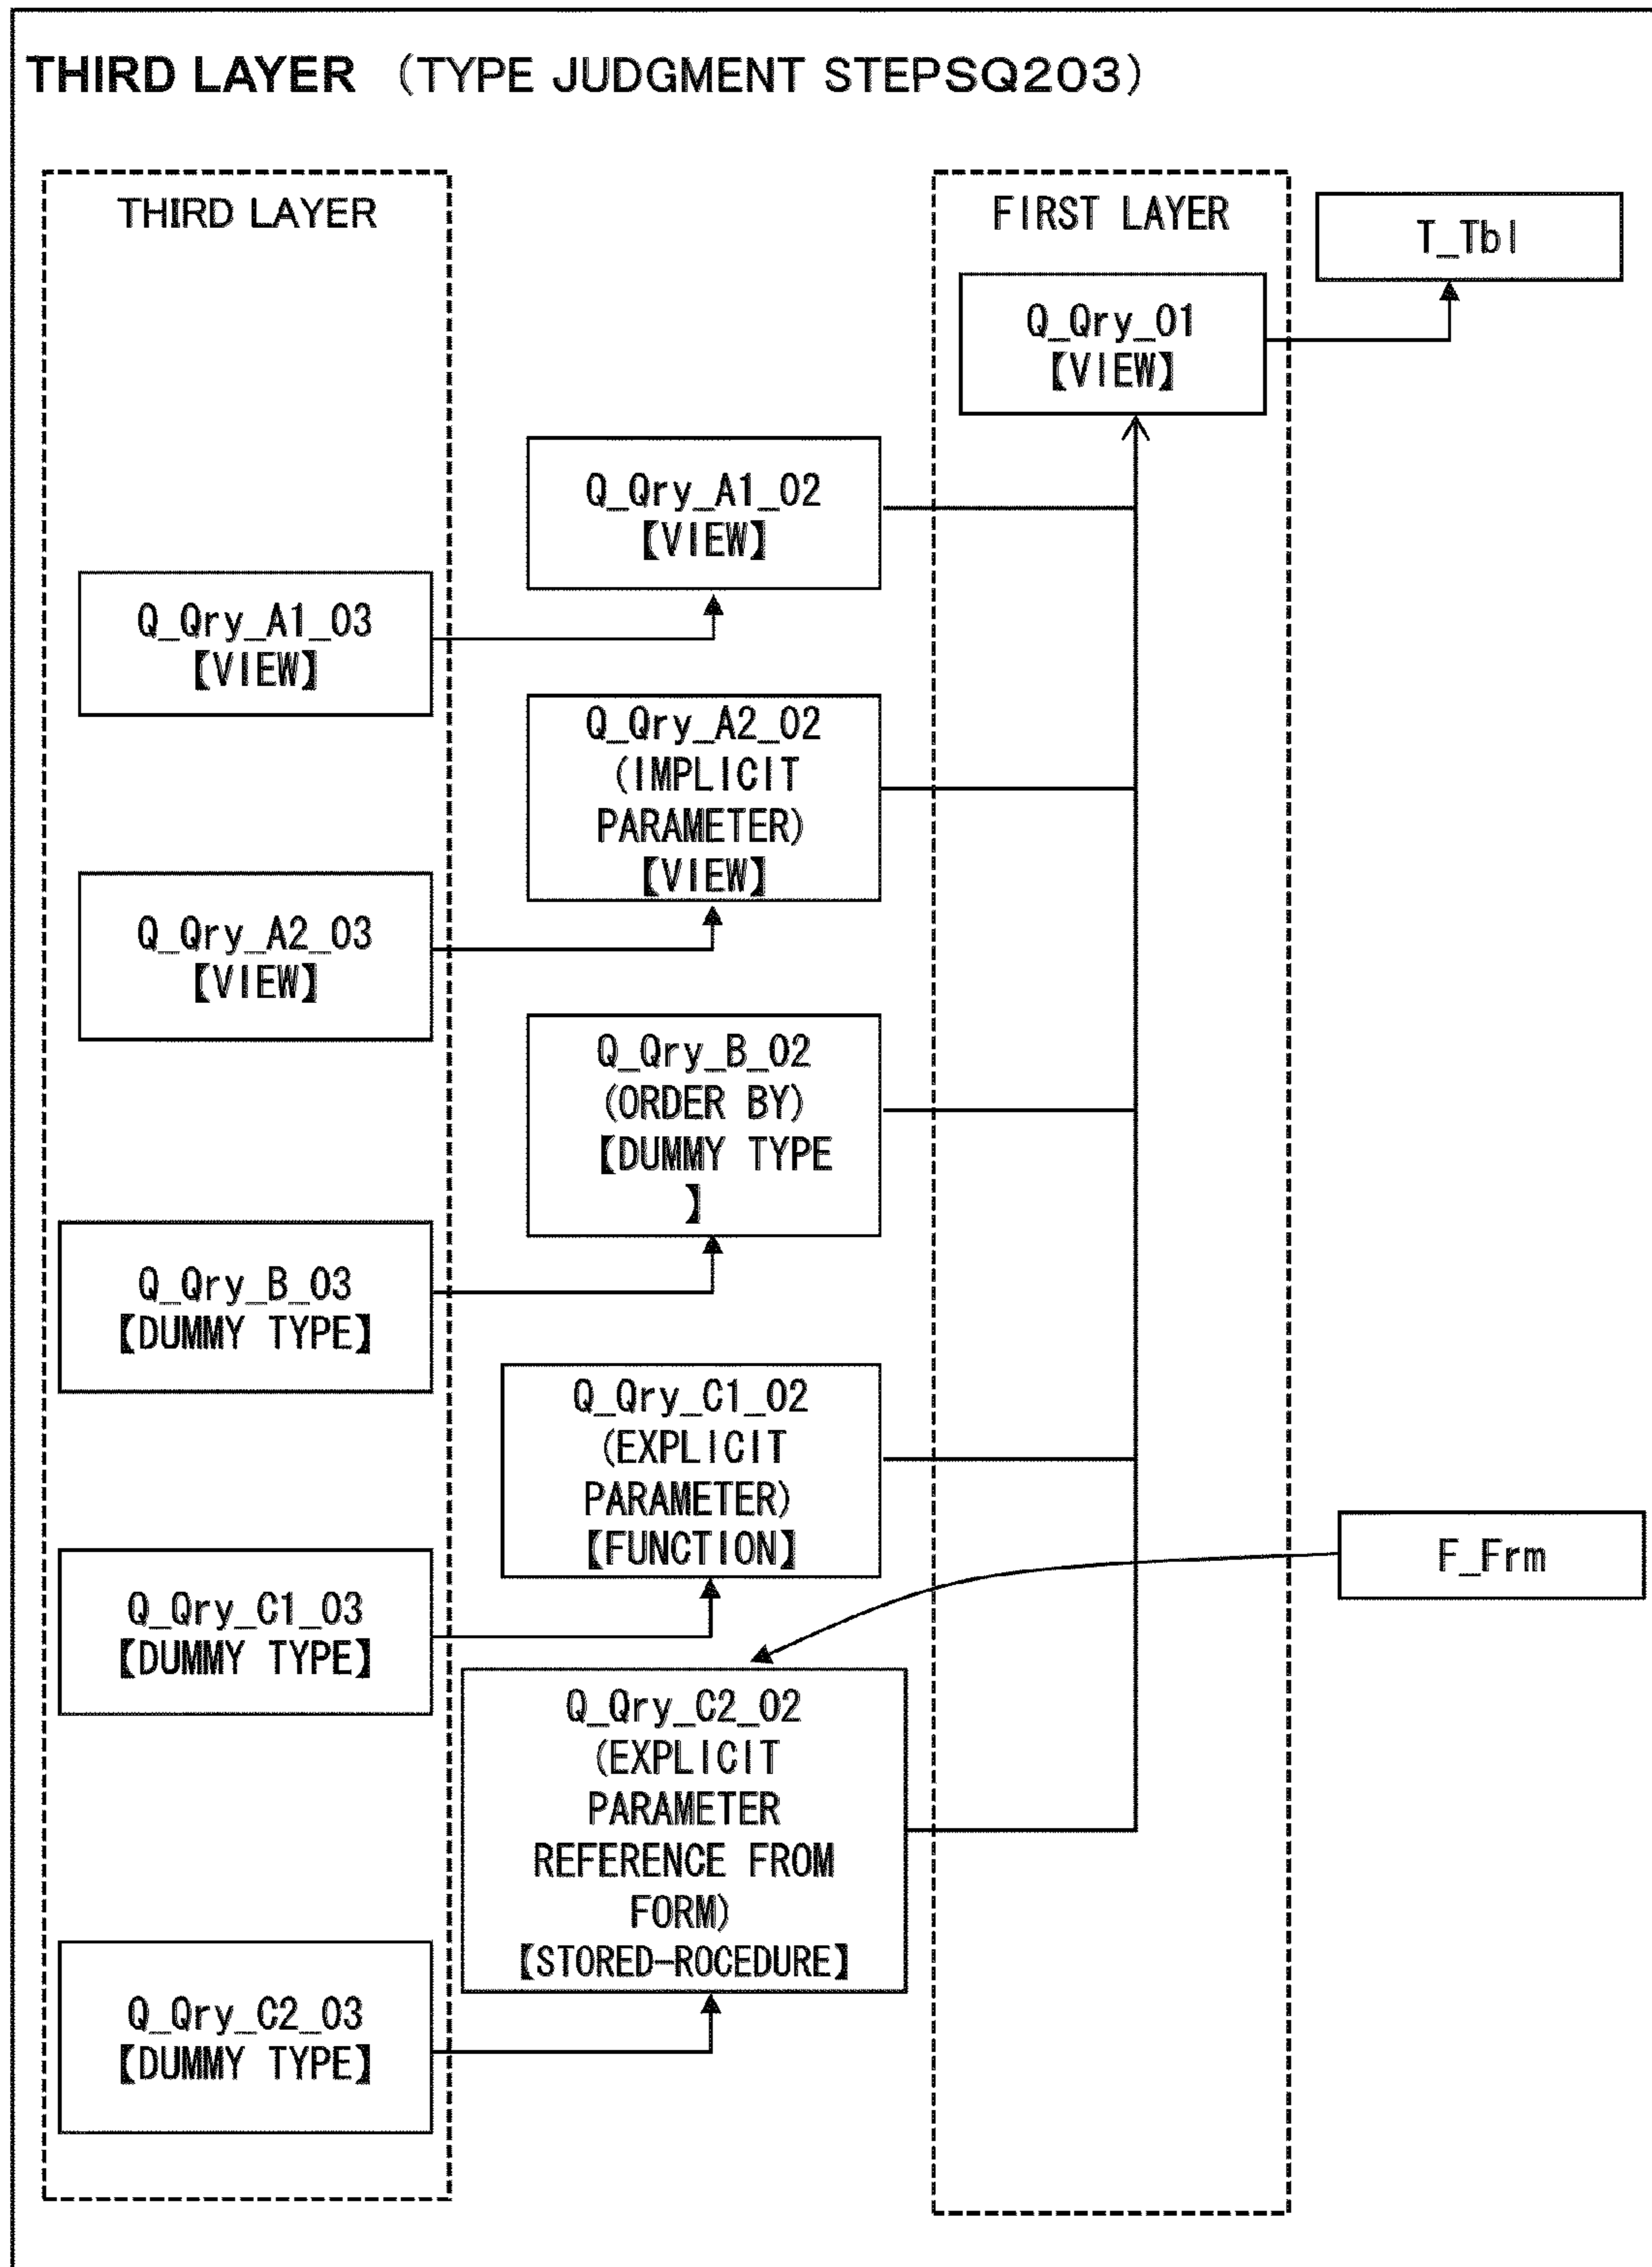 THIRD LAYER (TYPE JUDGMENT STEPSQ203)
THIRD LAYER
FIRST LAYER
T_Tbl
Q_Qry_01
【VIEW】
Q_Qry_A1_02
【VIEW】
Q_Qry_A1_03
【VIEW】
Q_Qry_A2_02
(IMPLICIT
PARAMETER)
【VIEW】
Q_Qry_A2_03
【VIEW】
Q_Qry_B_02
(ORDER BY)
【DUMMY TYPE
】
Q_Qry_B_03
【DUMMY TYPE】
Q_Qry_C1_02
(EXPLICIT
PARAMETER)
【FUNCTION】
F_Frm
Q_Qry_C1_03
【DUMMY TYPE】
Q_Qry_C2_02
(EXPLICIT
PARAMETER
REFERENCE FROM
FORM)
【STORED-ROCEDURE】
Q_Qry_C2_03
【DUMMY TYPE】